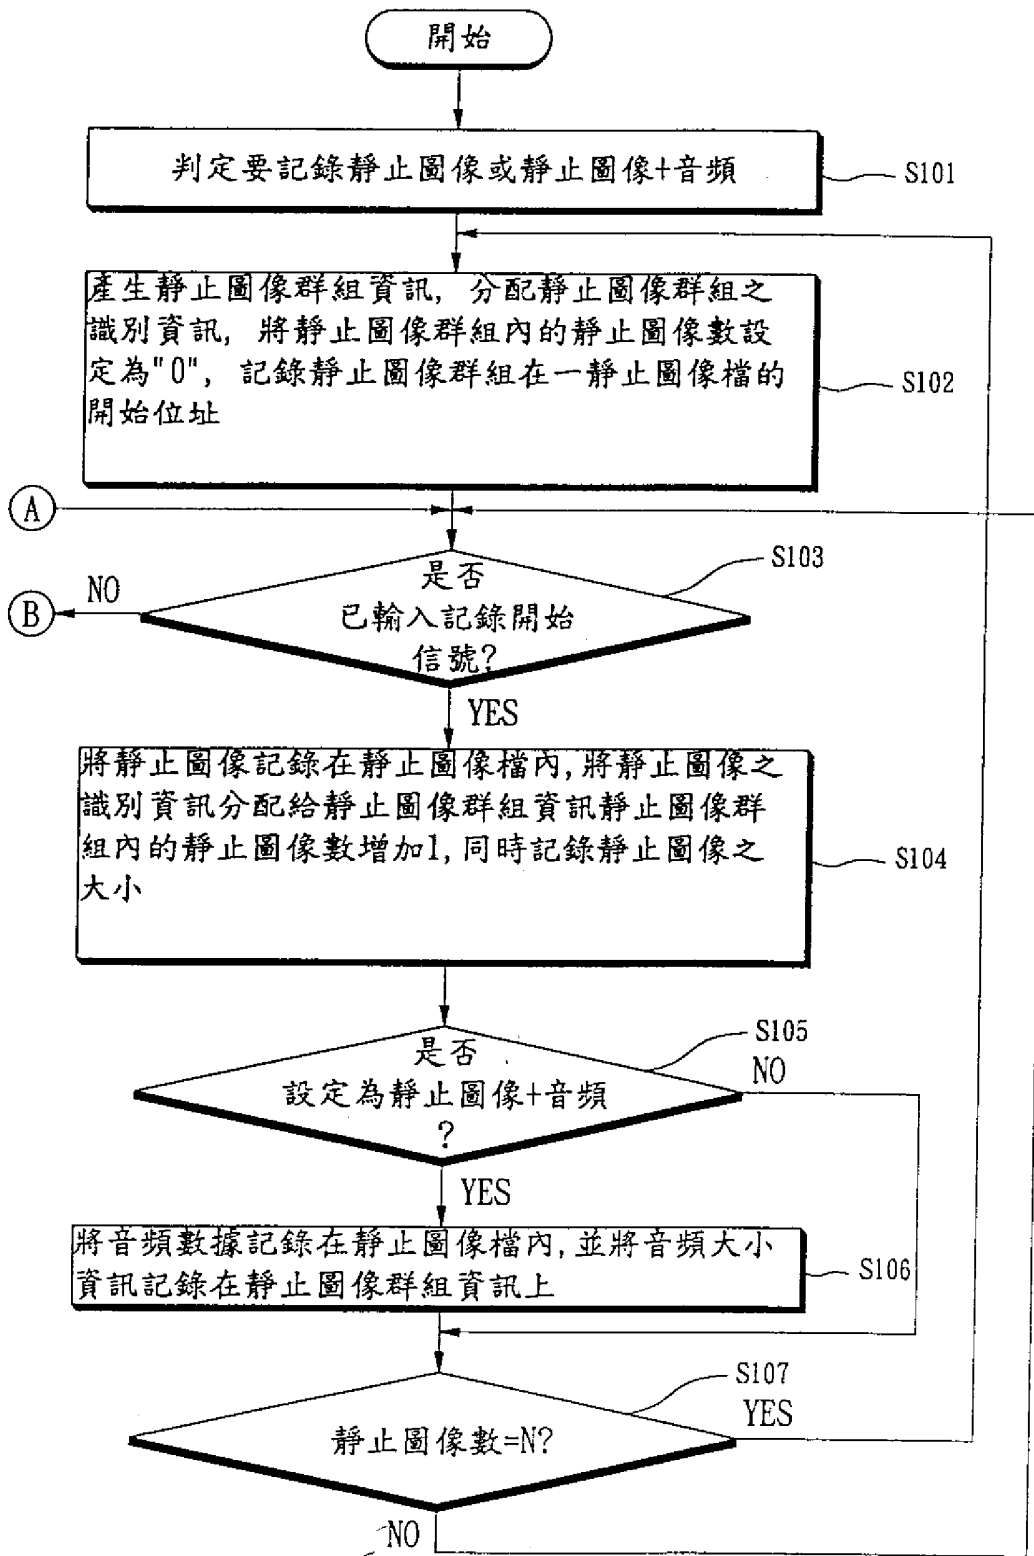 開始
判定要記錄靜止圖像或靜止圖像+音頻
S101
產生靜止圖像群組資訊, 分配靜止圖像群組之
識別資訊, 將靜止圖像群組內的靜止圖像數設
定為"0", 記錄靜止圖像群組在一靜止圖像檔的
開始位址
S102
A
S103
是否
已輸入記錄開始
信號?
NO
B
YES
將靜止圖像記錄在靜止圖像檔內,將靜止圖像之
識別資訊分配給靜止圖像群組資訊靜止圖像群
組內的靜止圖像數增加1,同時記錄靜止圖像之
大小
S104
S105
是否
設定為靜止圖像+音頻
?
NO
YES
將音頻數據記錄在靜止圖像檔內,並將音頻大小
資訊記錄在靜止圖像群組資訊上
S106
S107
靜止圖像數=N?
YES
NO